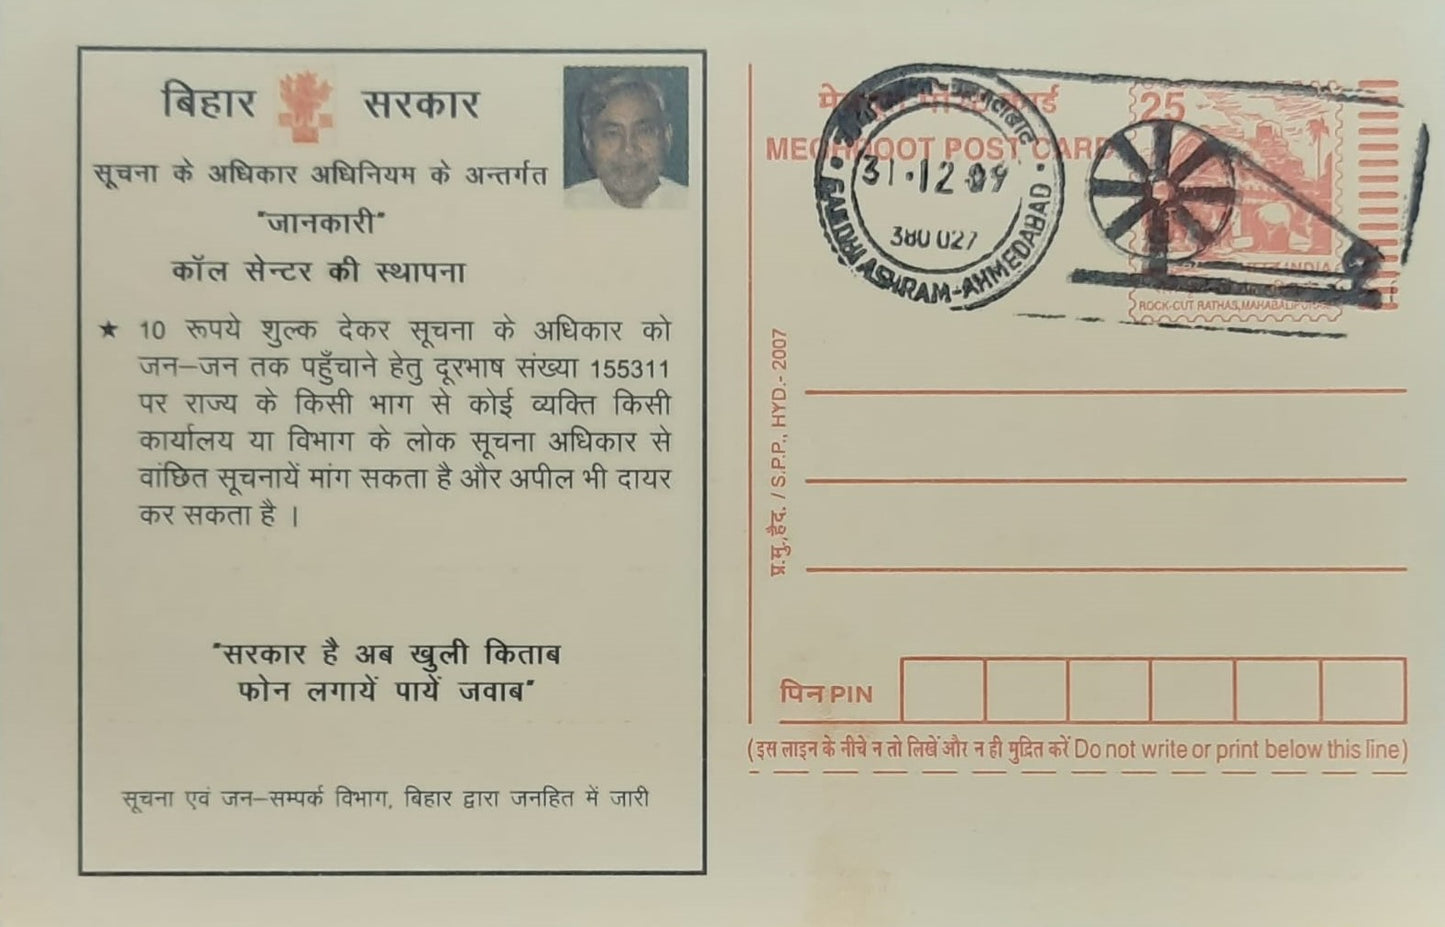 बिहार सरकार
सूचना के अधिकार अधिनियम के अन्तर्गत
"जानकारी"
कॉल सेन्टर की स्थापना
★ 10 रूपये शुल्क देकर सूचना के अधिकार को
जन–जन तक पहुँचाने हेतु दूरभाष संख्या 155311
पर राज्य के किसी भाग से कोई व्यक्ति किसी
कार्यालय या विभाग के लोक सूचना अधिकार से
वांछित सूचनायें मांग सकता है और अपील भी दायर
कर सकता है ।
"सरकार है अब खुली किताब
फोन लगायें पायें जवाब"
सूचना एवं जन–सम्पर्क विभाग, बिहार द्वारा जनहित में जारी
MEGHDOOT POST CARD
25
31·12·09
380 027
GANDHI ASHRAM-AHMEDABAD
INDIA
ROCK-CUT RATHAS, MAHABALIPURAM
प्र.मु.,हैद. / S.P.P., HYD.- 2007
पिन PIN
(इस लाइन के नीचे न तो लिखें और न ही मुद्रित करें Do not write or print below this line)